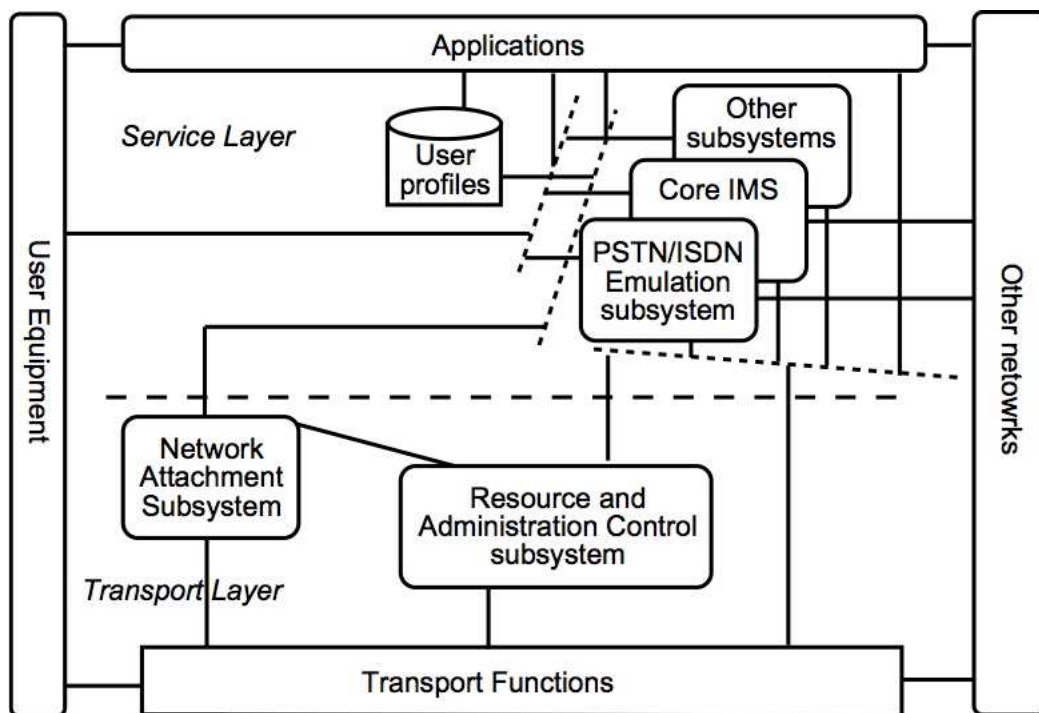 Applications
Service Layer
User
profiles
Other
subsystems
Core IMS
PSTN/ISDN
Emulation
subsystem
User Equipment
Other netowrks
Network
Attachment
Subsystem
Resource and
Administration Control
subsystem
Transport Layer
Transport Functions